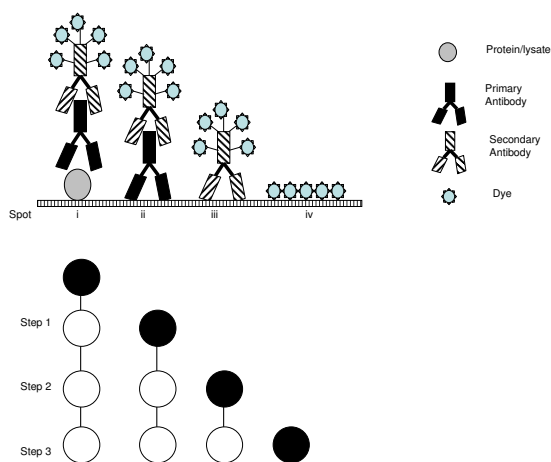 Protein/lysate
Primary
Antibody
Secondary
Antibody
Dye
Spot i ii iii iv
Step 1
Step 2
Step 3